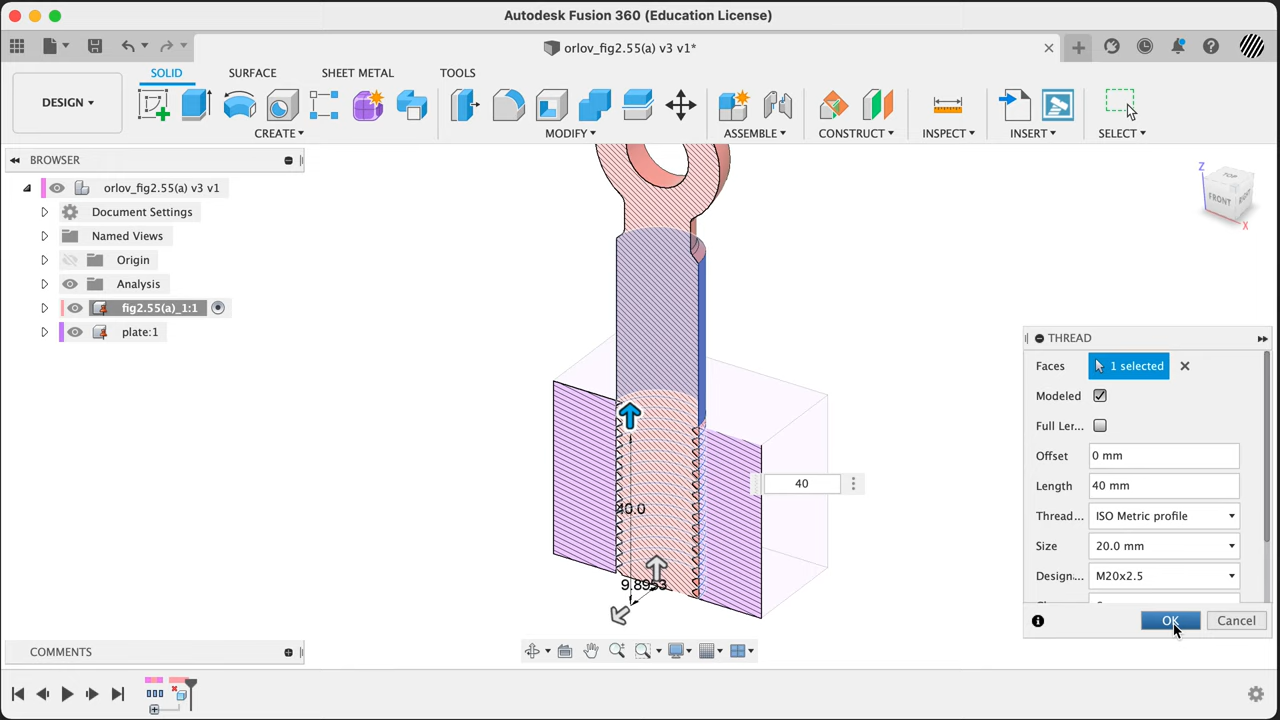 Autodesk Fusion 360 (Education License)
orlov_fig2.55(a) v3 v1*
DESIGN
SOLID
SURFACE
SHEET METAL
TOOLS
CREATE
MODIFY
ASSEMBLE
CONSTRUCT
INSPECT
INSERT
SELECT
BROWSER
orlov_fig2.55(a) v3 v1
Document Settings
Named Views
Origin
Analysis
fig2.55(a)_1:1
plate:1
Z
TOP
FRONT
RIGHT
X
40.0
9.8953
40
THREAD
Faces
1 selected
Modeled
Full Ler...
Offset
0 mm
Length
40 mm
Thread...
ISO Metric profile
Size
20.0 mm
Design...
M20x2.5
OK
Cancel
COMMENTS